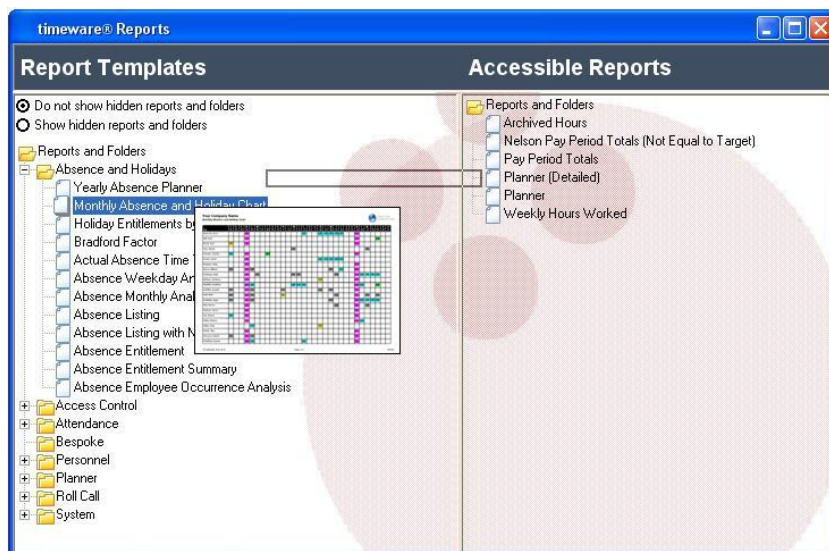 timeware® Reports
Report Templates
Accessible Reports
Do not show hidden reports and folders
Show hidden reports and folders
Reports and Folders
Absence and Holidays
Yearly Absence Planner
Monthly Absence and Holiday Chart
Holiday Entitlements by
Bradford Factor
Actual Absence Time
Absence Weekday
Absence Monthly
Absence Listing
Absence Listing with
Absence Entitlement
Absence Entitlement Summary
Absence Employee Occurrence Analysis
Access Control
Attendance
Bespoke
Personnel
Planner
Roll Call
System
Your Company Name
Reports and Folders
Archived Hours
Nelson Pay Period Totals (Not Equal to Target)
Pay Period Totals
Planner (Detailed)
Planner
Weekly Hours Worked